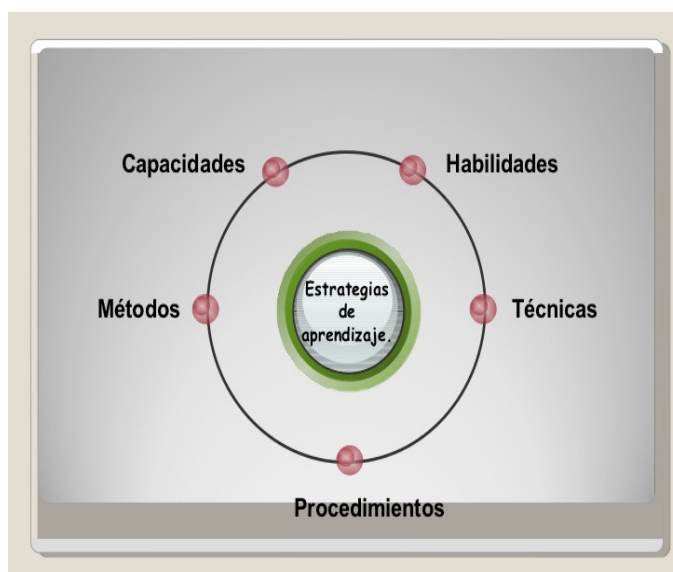 Capacidades
Habilidades
Estrategias
de
aprendizaje.
Métodos
Técnicas
Procedimientos